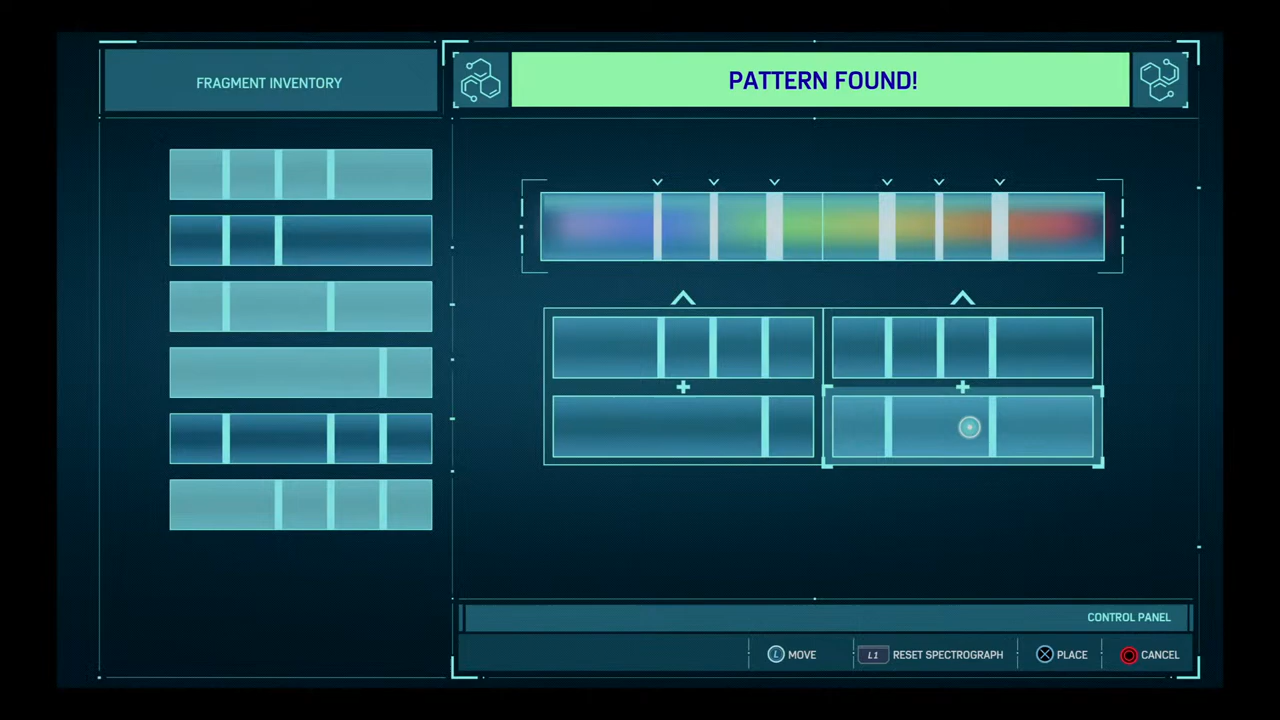 FRAGMENT INVENTORY
PATTERN FOUND!
CONTROL PANEL
L MOVE
L1 RESET SPECTROGRAPH
PLACE
CANCEL